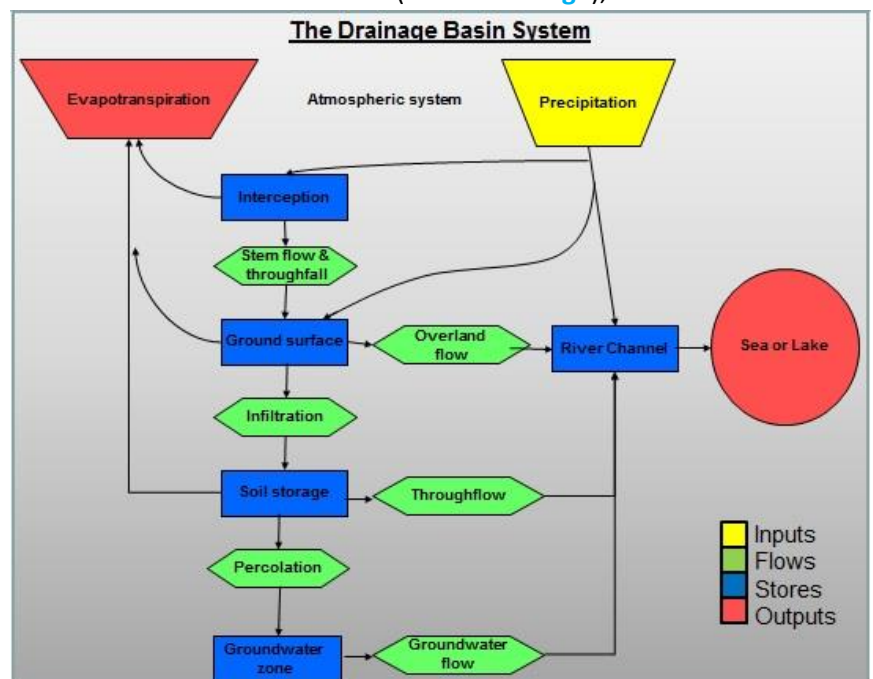 The Drainage Basin System
Evapotranspiration
Atmospheric system
Precipitation
Interception
Stem flow &
throughfall
Ground surface
Overland
flow
River Channel
Sea or Lake
Infiltration
Soil storage
Throughflow
Percolation
Groundwater
zone
Groundwater
flow
Inputs
Flows
Stores
Outputs